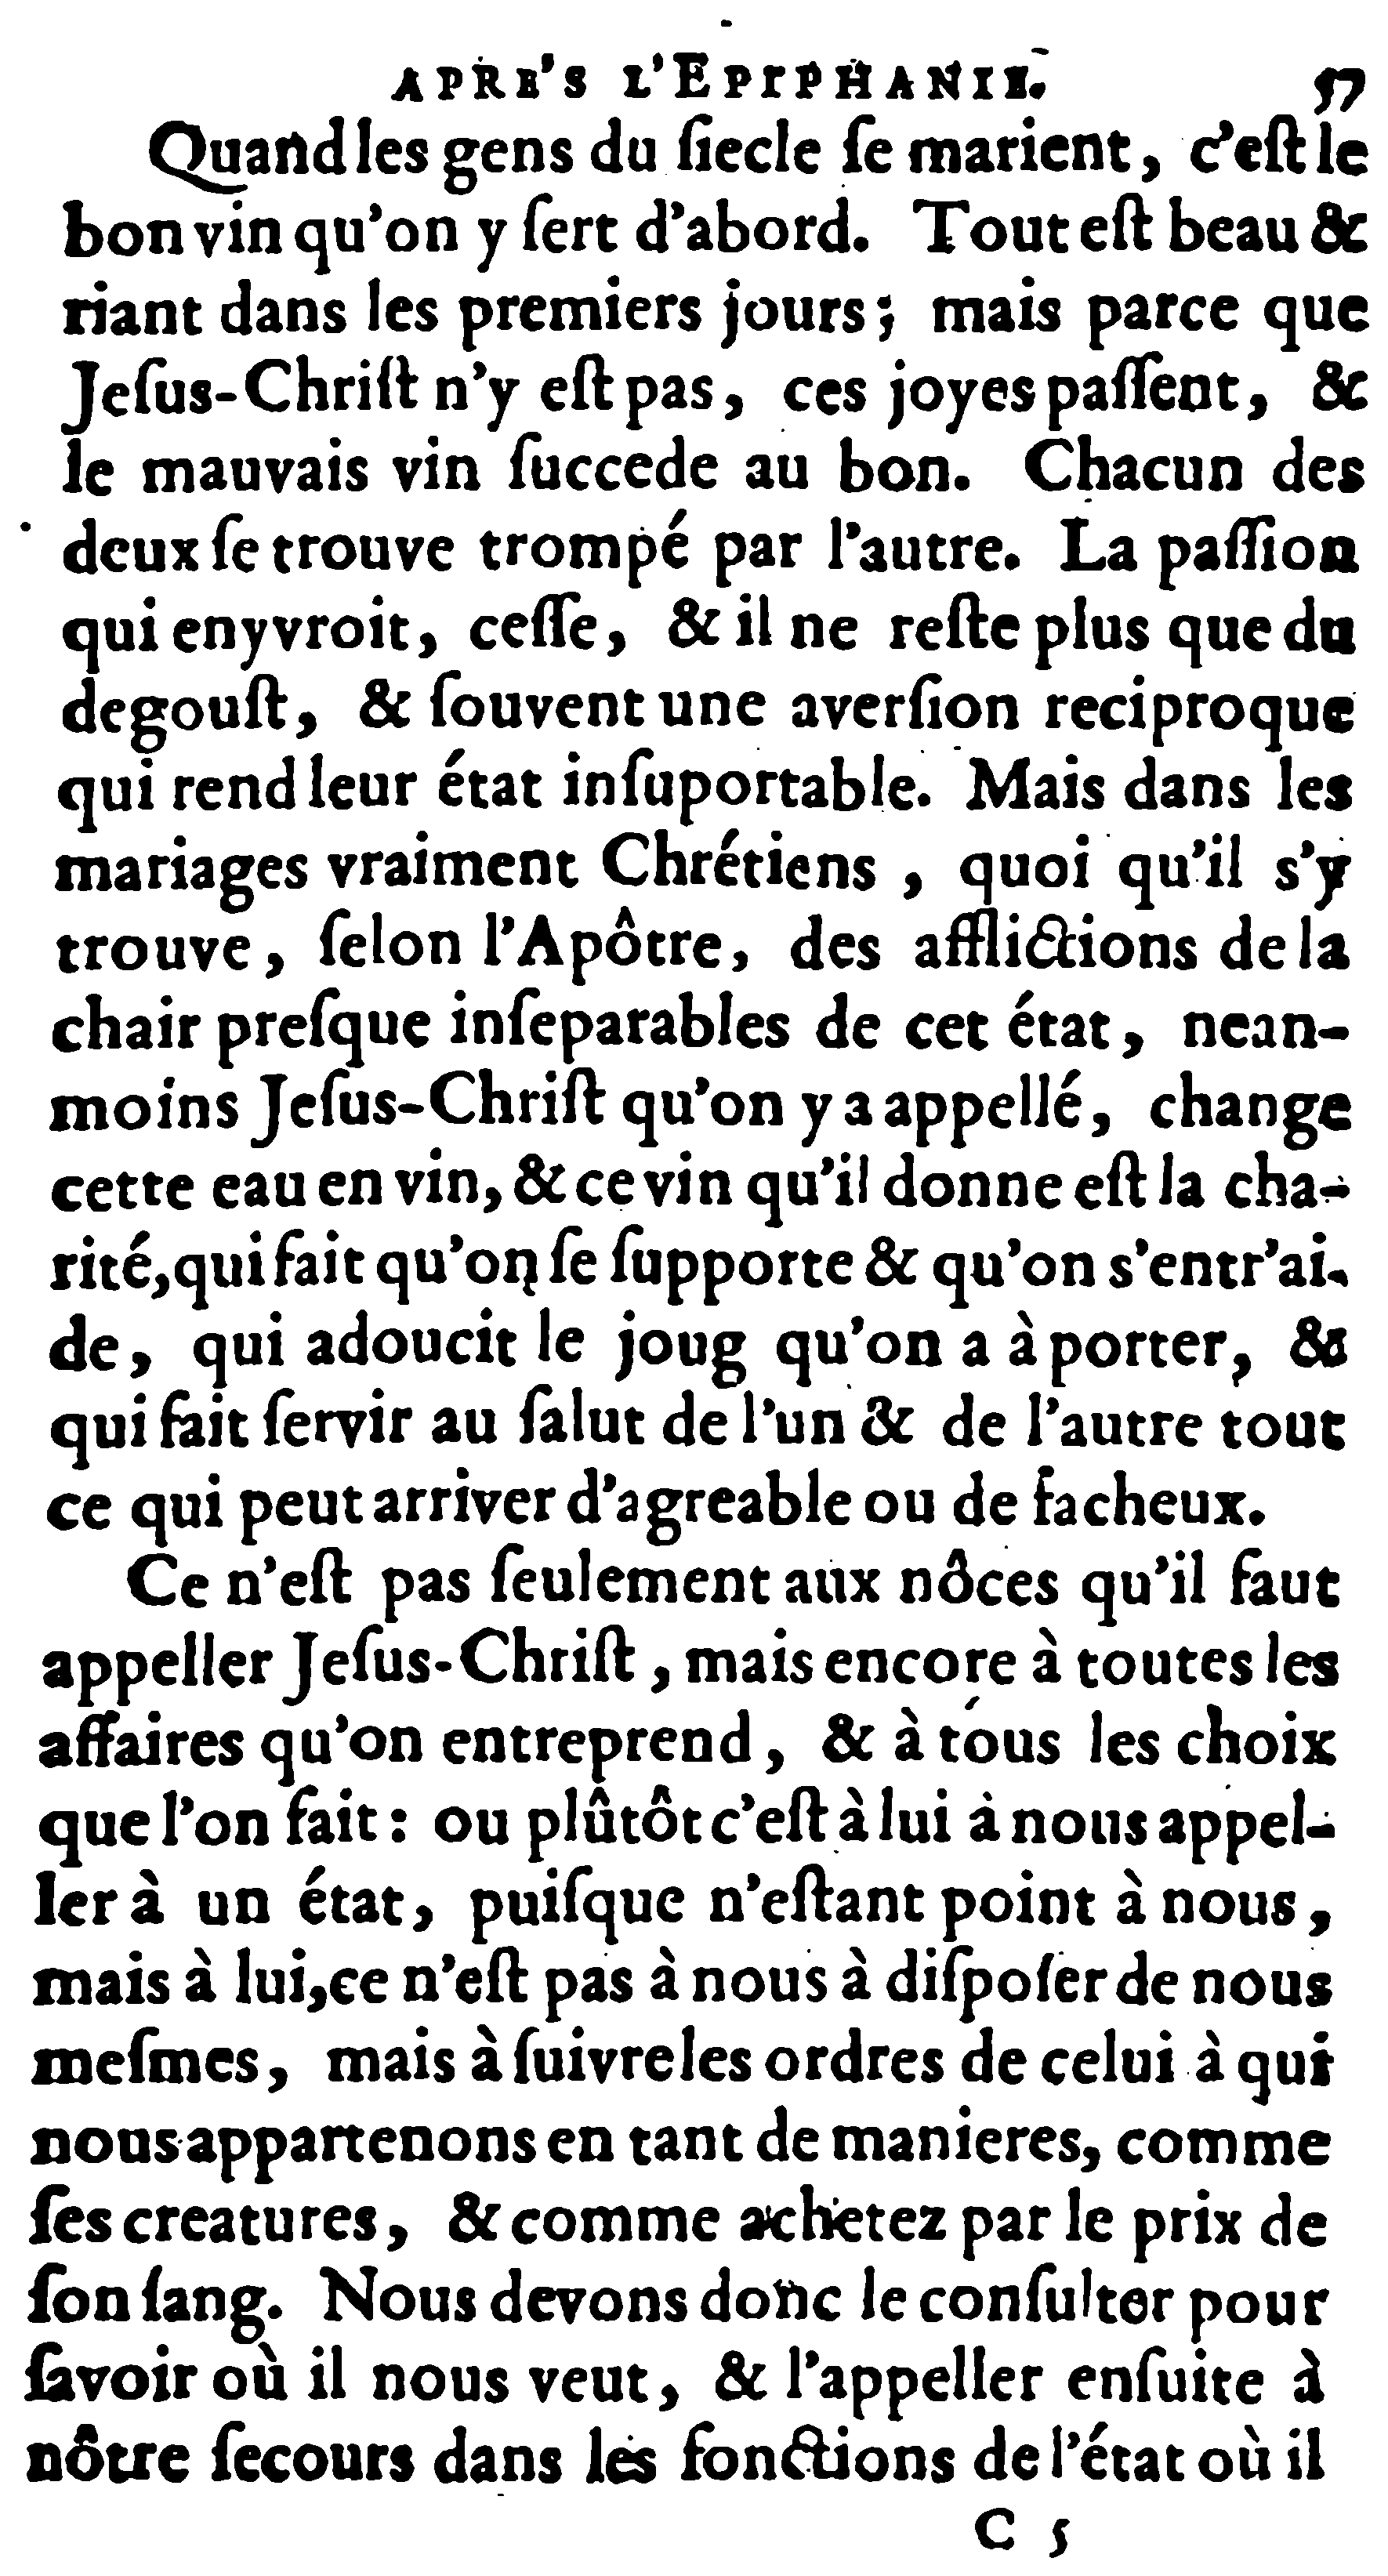 APRE'S L'EPIPHANIE. 57
Quand les gens du ſiecle ſe marient, c'eſt le
bon vin qu'on y ſert d'abord. Tout eſt beau &
riant dans les premiers jours; mais parce que
Jeſus-Chriſt n'y eſt pas, ces joyes paſſent, &
le mauvais vin ſuccede au bon. Chacun des
deux ſe trouve trompé par l'autre. La paſſion
qui enyvroit, ceſſe, & il ne reſte plus que du
degouſt, & ſouvent une averſion reciproque
qui rend leur état inſuportable. Mais dans les
mariages vraiment Chrétiens, quoi qu'il s'y
trouve, ſelon l'Apôtre, des afflictions de la
chair preſque inſeparables de cet état, nean-
moins Jeſus-Chriſt qu'on y a appellé, change
cette eau en vin, & ce vin qu'il donne eſt la cha-
rité, qui fait qu'on ſe ſupporte & qu'on s'entr'ai-
de, qui adoucit le joug qu'on a à porter, &
qui fait ſervir au ſalut de l'un & de l'autre tout
ce qui peut arriver d'agreable ou de facheux.
Ce n'eſt pas ſeulement aux nôces qu'il faut
appeller Jeſus-Chriſt, mais encore à toutes les
affaires qu'on entreprend, & à tous les choix
que l'on fait: ou plûtôt c'eſt à lui à nous appel-
ler à un état, puiſque n'eſtant point à nous,
mais à lui, ce n'eſt pas à nous à diſpoſer de nous
meſmes, mais à ſuivre les ordres de celui à qui
nous appartenons en tant de manieres, comme
ſes creatures, & comme achetez par le prix de
ſon ſang. Nous devons donc le conſulter pour
ſavoir où il nous veut, & l'appeller enſuite à
nôtre ſecours dans les fonctions de l'état où il
C 5